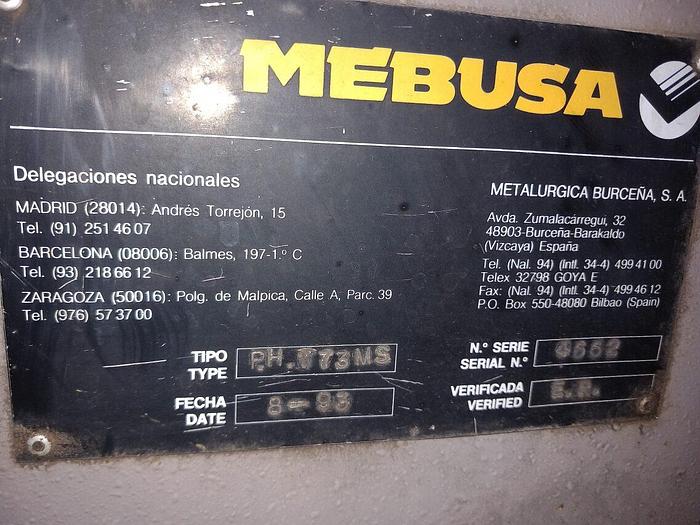 MEBUSA
Delegaciones nacionales
MADRID (28014): Andrés Torrejón, 15
Tel. (91) 251 46 07
BARCELONA (08006): Balmes, 197-1.º C
Tel. (93) 218 66 12
ZARAGOZA (50016): Polg. de Malpica, Calle A, Parc. 39
Tel. (976) 57 37 00
METALURGICA BURCEÑA, S. A.
Avda. Zumalacárregui, 32
48903-Burceña-Barakaldo
(Vizcaya) España
Tel. (Nal. 94) (Intl. 34-4) 499 41 00
Telex 32798 GOYA E
Fax: (Nal. 94) (Intl. 34-4) 499 46 12
P.O. Box 550-48080 Bilbao (Spain)
TIPO
TYPE
FECHA
DATE
8-93
N.º SERIE
SERIAL N.º
4662
VERIFICADA
VERIFIED